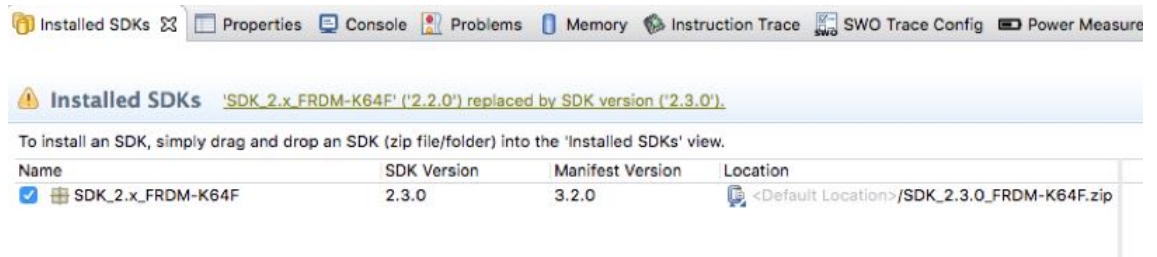 Installed SDKs Properties Console Problems Memory Instruction Trace SWO Trace Config Power Measure
Installed SDKs 'SDK_2.x_FRDM-K64F' ('2.2.0') replaced by SDK version ('2.3.0').
To install an SDK, simply drag and drop an SDK (zip file/folder) into the 'Installed SDKs' view.
Name SDK Version Manifest Version Location
SDK_2.x_FRDM-K64F 2.3.0 3.2.0 <Default Location>/SDK_2.3.0_FRDM-K64F.zip